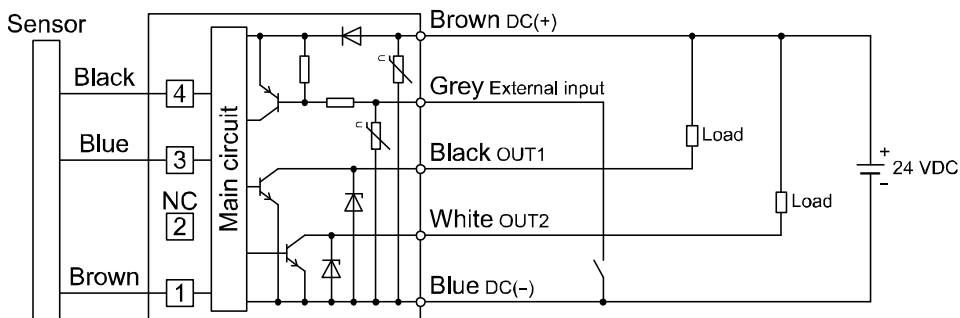 Sensor
Brown DC(+)
Black
4
Grey External input
Main circuit
Blue
3
Black OUT1
Load
+
24 VDC
−
NC
2
White OUT2
Load
Brown
1
Blue DC(−)
U
U